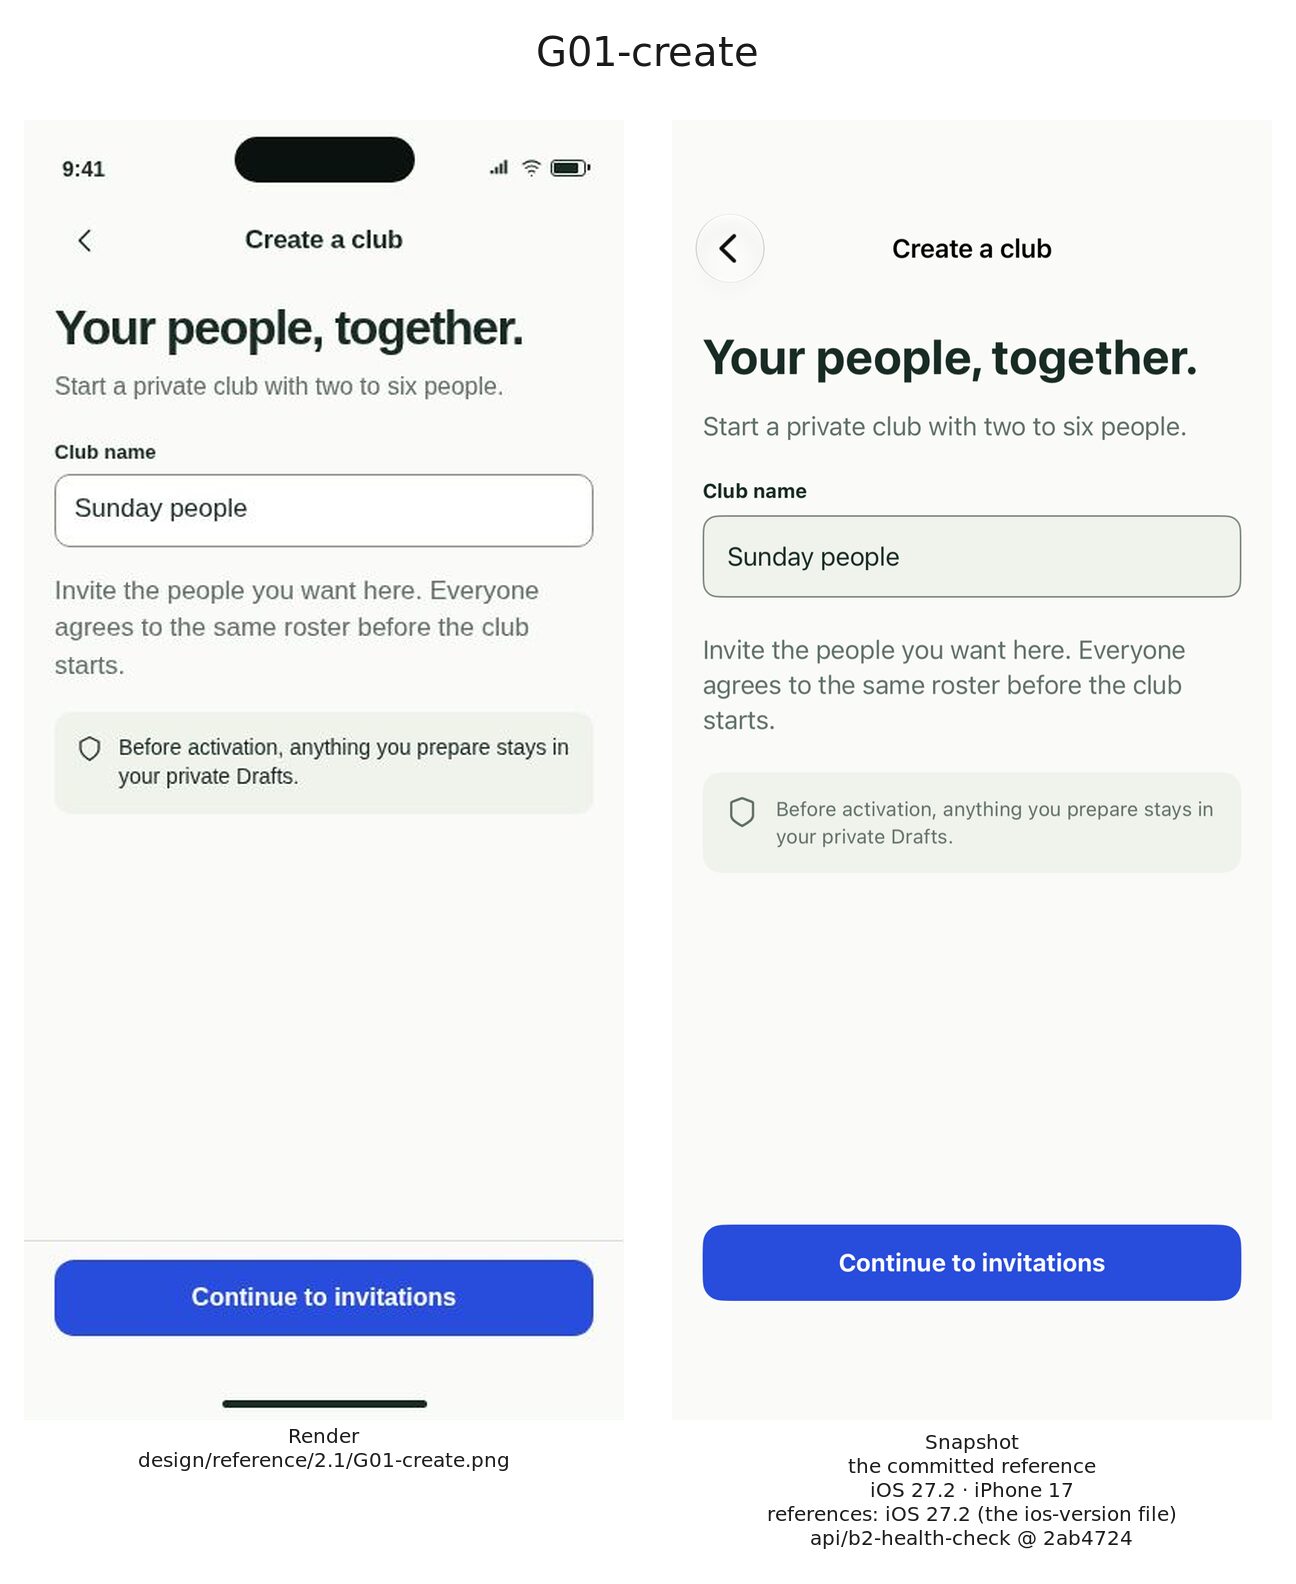 G01-create
9:41
Create a club
Your people, together.
Start a private club with two to six people.
Club name
Sunday people
Invite the people you want here. Everyone
agrees to the same roster before the club
starts.
Before activation, anything you prepare stays in
your private Drafts.
Continue to invitations
Render
design/reference/2.1/G01-create.png
Create a club
Your people, together.
Start a private club with two to six people.
Club name
Sunday people
Invite the people you want here. Everyone
agrees to the same roster before the club
starts.
Before activation, anything you prepare stays in
your private Drafts.
Continue to invitations
Snapshot
the committed reference
iOS 27.2 · iPhone 17
references: iOS 27.2 (the ios-version file)
api/b2-health-check @ 2ab4724